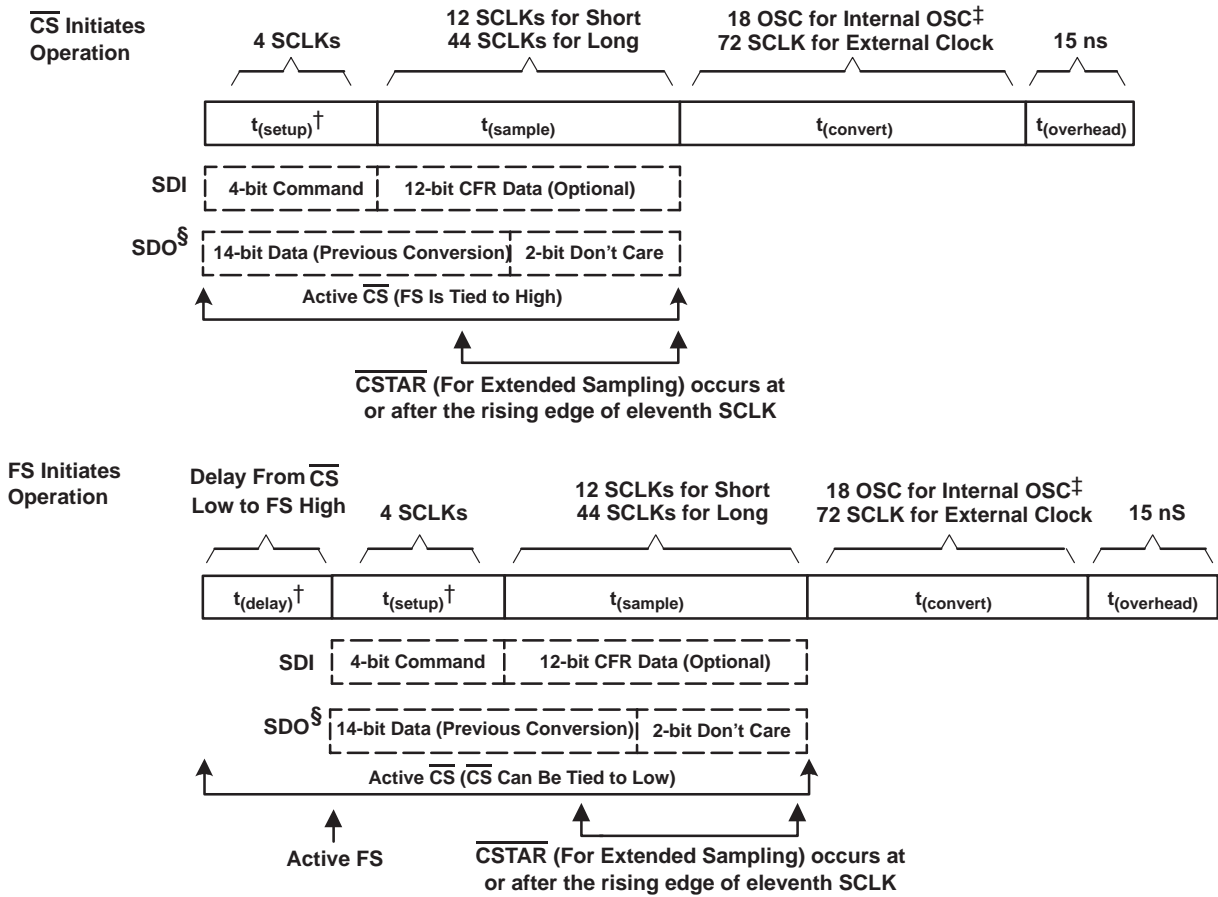 CS Initiates
Operation
4 SCLKs
12 SCLKs for Short
44 SCLKs for Long
18 OSC for Internal OSC‡
72 SCLK for External Clock
15 ns
t(setup)†
t(sample)
t(convert)
t(overhead)
SDI
4-bit Command
12-bit CFR Data (Optional)
SDO§
14-bit Data (Previous Conversion)
2-bit Don't Care
Active CS (FS Is Tied to High)
CSTAR (For Extended Sampling) occurs at
or after the rising edge of eleventh SCLK
FS Initiates
Operation
Delay From CS
Low to FS High
4 SCLKs
12 SCLKs for Short
44 SCLKs for Long
18 OSC for Internal OSC‡
72 SCLK for External Clock
15 nS
t(delay)†
t(setup)†
t(sample)
t(convert)
t(overhead)
SDI
4-bit Command
12-bit CFR Data (Optional)
SDO§
14-bit Data (Previous Conversion)
2-bit Don't Care
Active CS (CS Can Be Tied to Low)
Active FS
CSTAR (For Extended Sampling) occurs at
or after the rising edge of eleventh SCLK